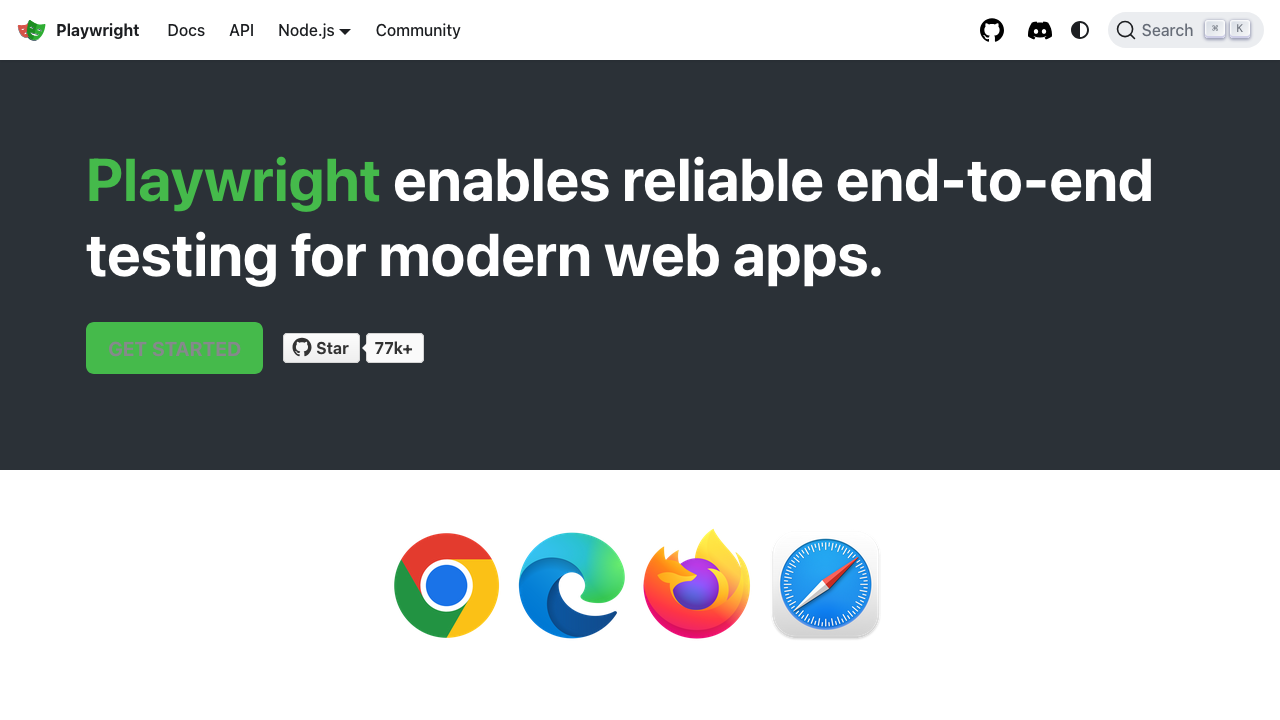 Playwright
Docs
API
Node.js
Community
Search
⌘
K
Playwright enables reliable end-to-end
testing for modern web apps.
GET STARTED
Star
77k+